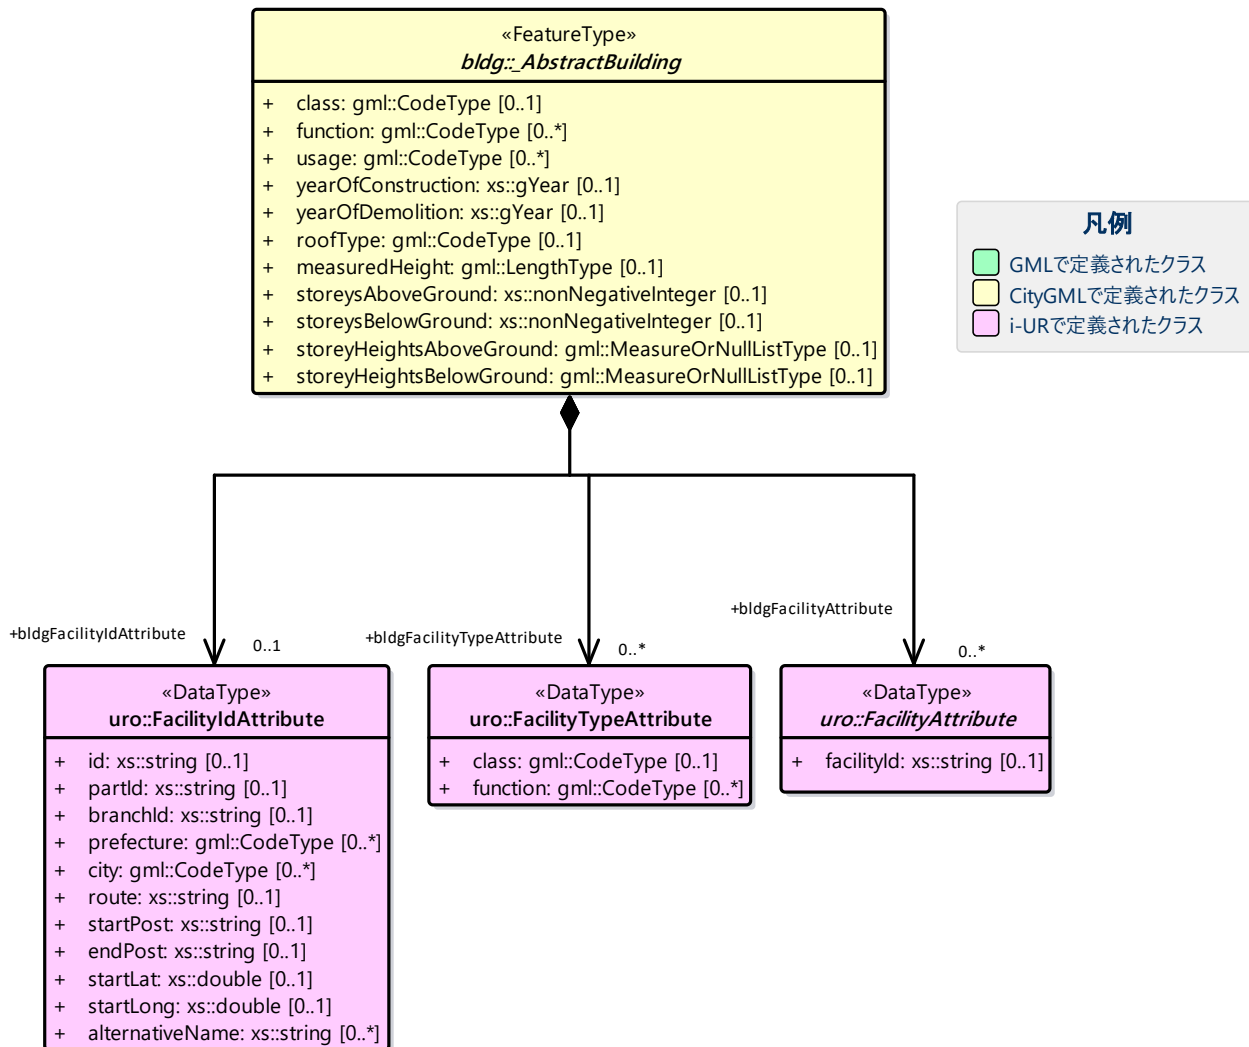 «FeatureType»
bldg::_AbstractBuilding
+ class: gml::CodeType [0..1]
+ function: gml::CodeType [0..*]
+ usage: gml::CodeType [0..*]
+ yearOfConstruction: xs::gYear [0..1]
+ yearOfDemolition: xs::gYear [0..1]
+ roofType: gml::CodeType [0..1]
+ measuredHeight: gml::LengthType [0..1]
+ storeysAboveGround: xs::nonNegativeInteger [0..1]
+ storeysBelowGround: xs::nonNegativeInteger [0..1]
+ storeyHeightsAboveGround: gml::MeasureOrNullListType [0..1]
+ storeyHeightsBelowGround: gml::MeasureOrNullListType [0..1]
凡例
GMLで定義されたクラス
CityGMLで定義されたクラス
i-URで定義されたクラス
+bldgFacilityIdAttribute
0..1
+bldgFacilityTypeAttribute
0..*
+bldgFacilityAttribute
0..*
«DataType»
uro::FacilityIdAttribute
+ id: xs::string [0..1]
+ partId: xs::string [0..1]
+ branchId: xs::string [0..1]
+ prefecture: gml::CodeType [0..*]
+ city: gml::CodeType [0..*]
+ route: xs::string [0..1]
+ startPost: xs::string [0..1]
+ endPost: xs::string [0..1]
+ startLat: xs::double [0..1]
+ startLong: xs::double [0..1]
+ alternativeName: xs::string [0..*]
«DataType»
uro::FacilityTypeAttribute
+ class: gml::CodeType [0..1]
+ function: gml::CodeType [0..*]
«DataType»
uro::FacilityAttribute
+ facilityId: xs::string [0..1]